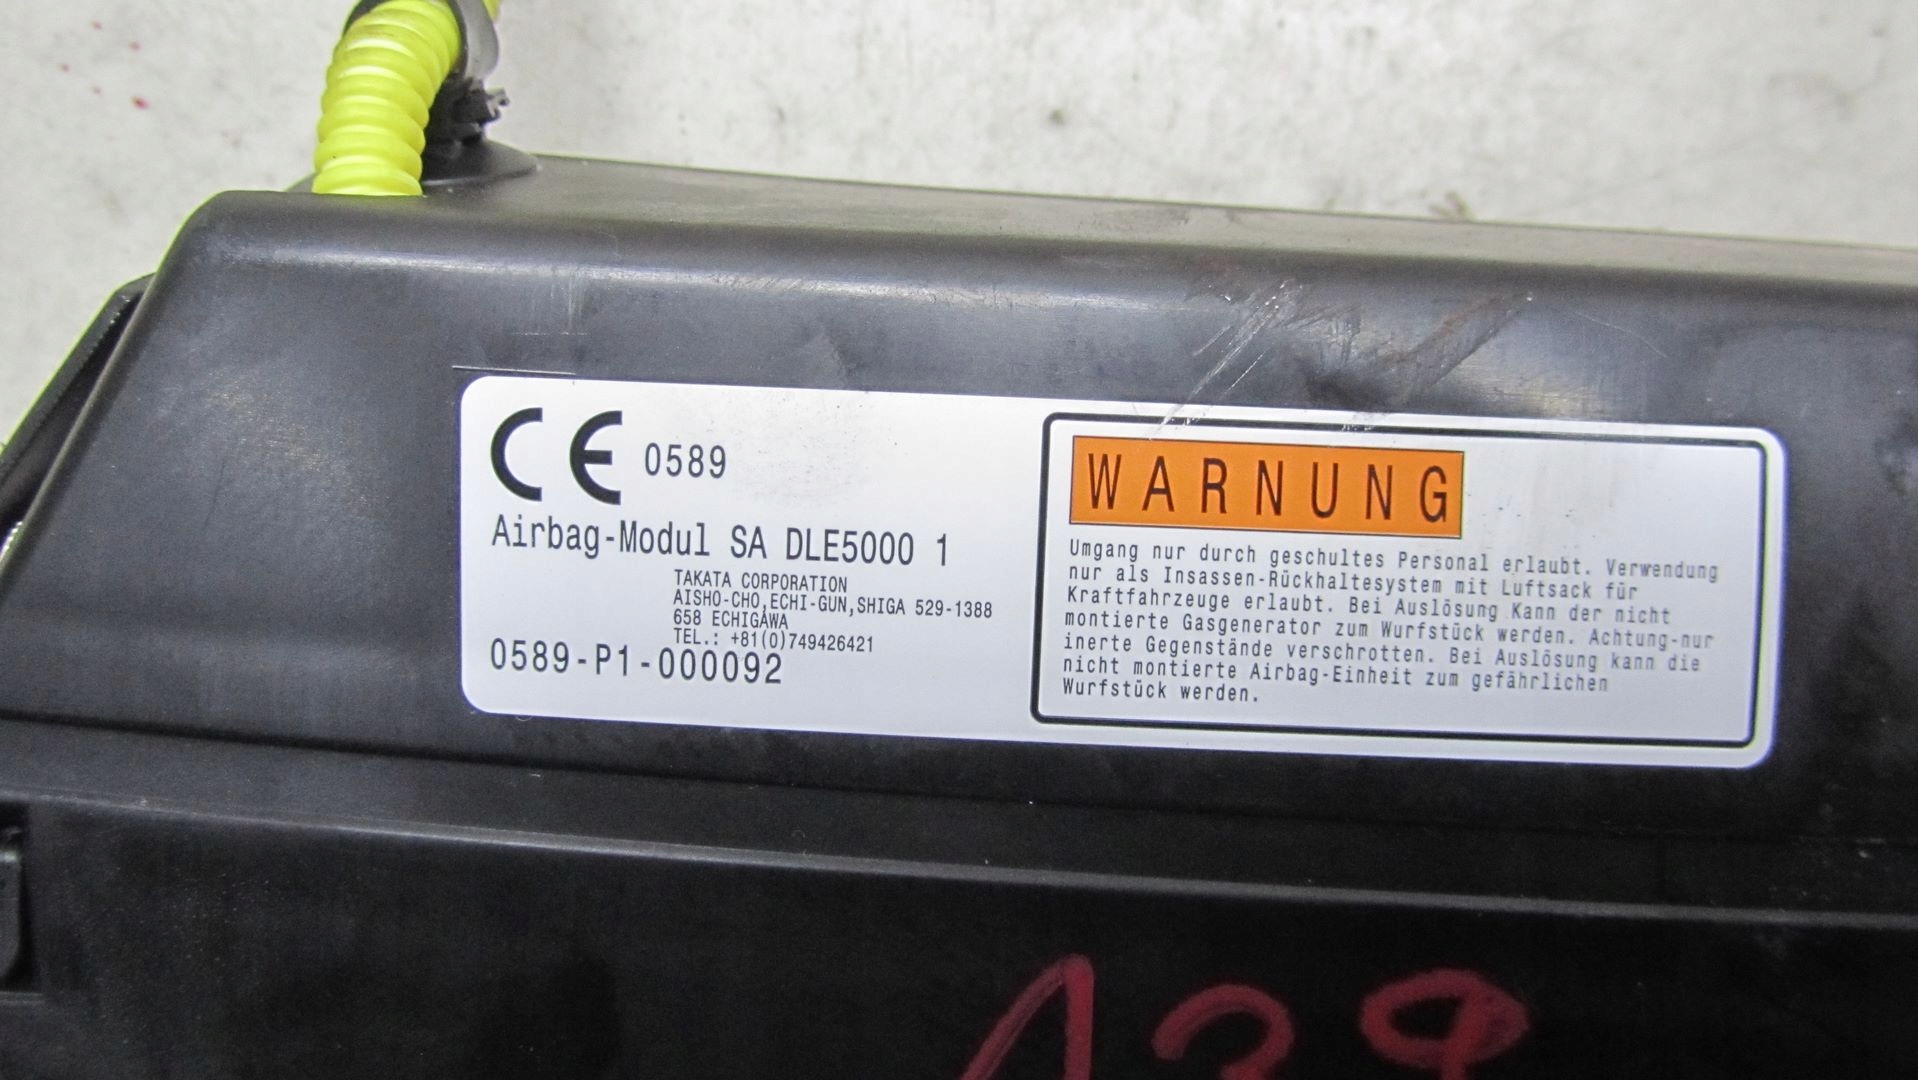 CE 0589
Airbag-Modul SA DLE5000 1
TAKATA CORPORATION
AISHO-CHO,ECHI-GUN,SHIGA 529-1388
658 ECHIGAWA
TEL.: +81(0)749426421
0589-P1-000092
WARNUNG
Umgang nur durch geschultes Personal erlaubt. Verwendung
nur als Insassen-Rückhaltesystem mit Luftsack für
Kraftfahrzeuge erlaubt. Bei Auslösung Kann der nicht
montierte Gasgenerator zum Wurfstück werden. Achtung-nur
inerte Gegenstände verschrotten. Bei Auslösung kann die
nicht montierte Airbag-Einheit zum gefährlichen
Wurfstück werden.